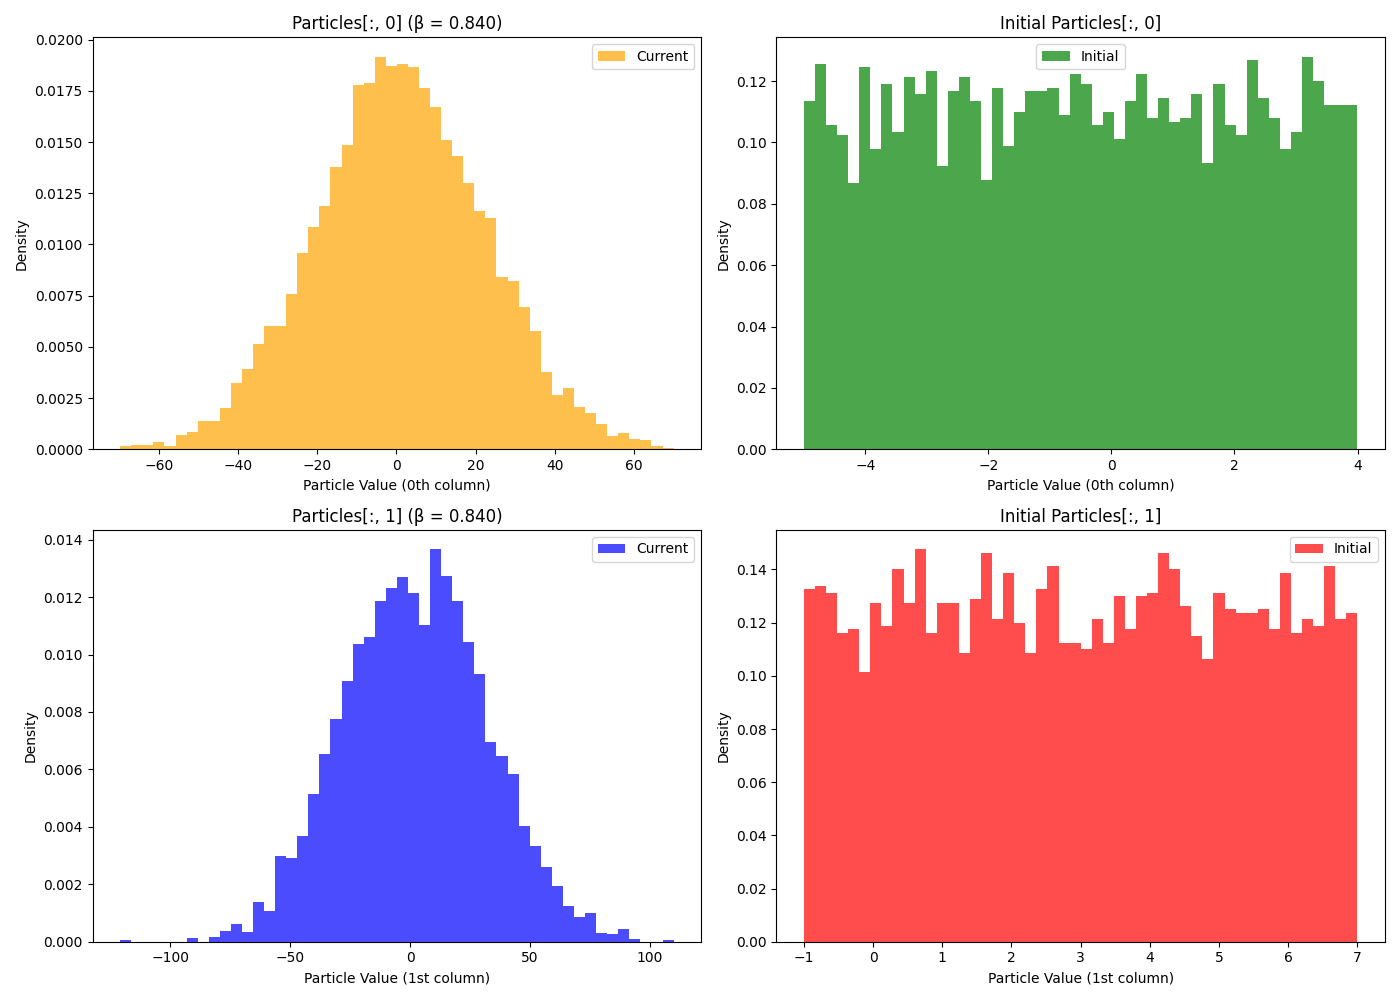 Particles[:, 0] (β = 0.840)
Density
0.0200
0.0175
0.0150
0.0125
0.0100
0.0075
0.0050
0.0025
0.0000
Current
−60 −40 −20 0 20 40 60
Particle Value (0th column)
Initial Particles[:, 0]
Density
0.12
0.10
0.08
0.06
0.04
0.02
0.00
Initial
−4 −2 0 2 4
Particle Value (0th column)
Particles[:, 1] (β = 0.840)
Density
0.014
0.012
0.010
0.008
0.006
0.004
0.002
0.000
Current
−100 −50 0 50 100
Particle Value (1st column)
Initial Particles[:, 1]
Density
0.14
0.12
0.10
0.08
0.06
0.04
0.02
0.00
Initial
−1 0 1 2 3 4 5 6 7
Particle Value (1st column)